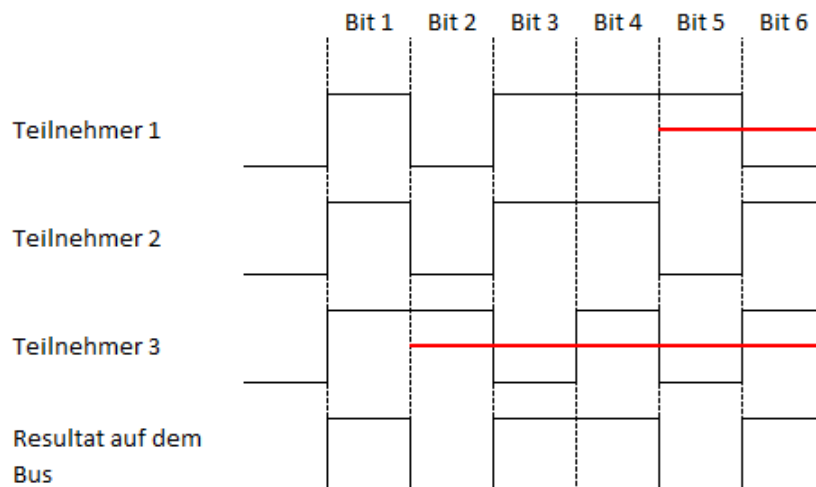 Bit 1 Bit 2 Bit 3 Bit 4 Bit 5 Bit 6
Teilnehmer 1
Teilnehmer 2
Teilnehmer 3
Resultat auf dem
Bus